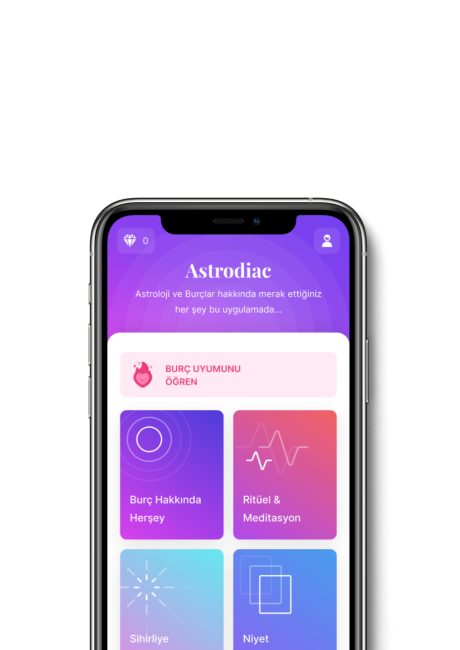 0
Astrodiac
Astroloji ve Burçlar hakkında merak ettiğiniz
her şey bu uygulamada...
BURÇ UYUMUNU
ÖĞREN
Burç Hakkında
Herşey
Ritüel &
Meditasyon
Sihirliye
Niyet